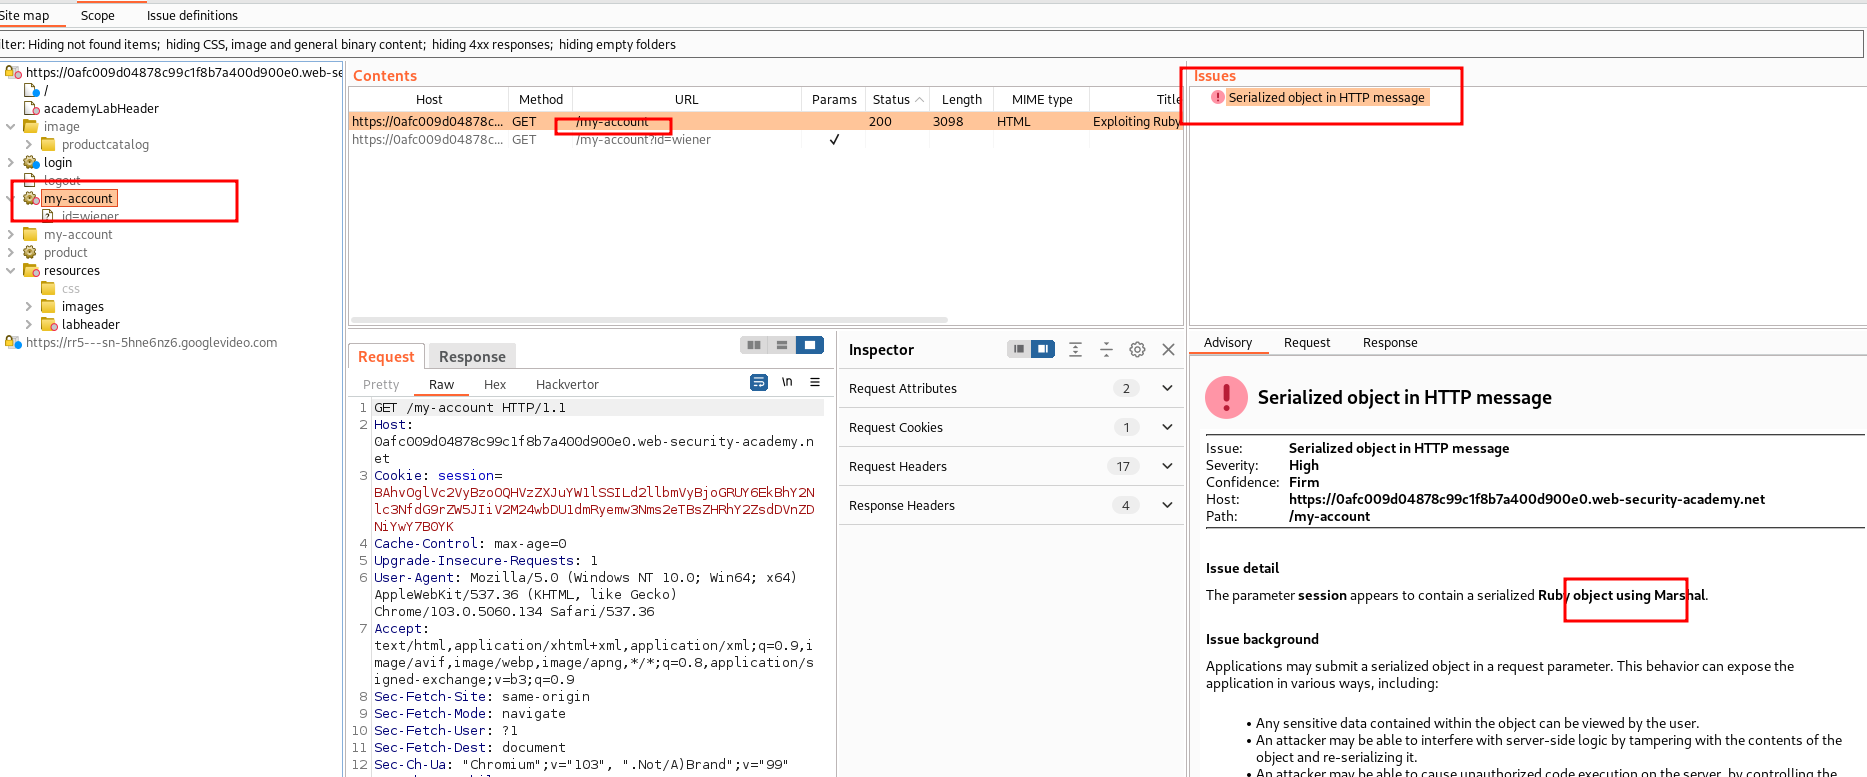 Site map Scope Issue definitions
lter: Hiding not found items; hiding CSS, image and general binary content; hiding 4xx responses; hiding empty folders
https://0afc009d04878c99c1f8b7a400d900e0.web-se
/
academyLabHeader
image
productcatalog
login
logout
my-account
id=wiener
my-account
product
resources
css
images
labheader
https://rr5---sn-5hne6nz6.googlevideo.com
Contents
Host Method URL Params Status Length MIME type Title
https://0afc009d04878c... GET /my-account 200 3098 HTML Exploiting Ruby
https://0afc009d04878c... GET /my-account?id=wiener
Issues
Serialized object in HTTP message
Request Response
Pretty Raw Hex Hackvertor \n
1 GET /my-account HTTP/1.1
2 Host:
0afc009d04878c99c1f8b7a400d900e0.web-security-academy.n
et
3 Cookie: session=
BAhvOglVc2VyBzoOQHVzZXJuYW1lSSILd2llbmVyBjoGRUY6EkBhY2N
lc3NfdG9rZW5JIiV2M24wbDU1dmRyemw3Nms2eTBsZHRhY2ZsdDVnZD
NiYwY7B0YK
4 Cache-Control: max-age=0
5 Upgrade-Insecure-Requests: 1
6 User-Agent: Mozilla/5.0 (Windows NT 10.0; Win64; x64)
AppleWebKit/537.36 (KHTML, like Gecko)
Chrome/103.0.5060.134 Safari/537.36
7 Accept:
text/html,application/xhtml+xml,application/xml;q=0.9,i
mage/avif,image/webp,image/apng,*/*;q=0.8,application/s
igned-exchange;v=b3;q=0.9
8 Sec-Fetch-Site: same-origin
9 Sec-Fetch-Mode: navigate
10 Sec-Fetch-User: ?1
11 Sec-Fetch-Dest: document
12 Sec-Ch-Ua: "Chromium";v="103", ".Not/A)Brand";v="99"
Inspector
Request Attributes 2
Request Cookies 1
Request Headers 17
Response Headers 4
Advisory Request Response
Serialized object in HTTP message
Issue: Serialized object in HTTP message
Severity: High
Confidence: Firm
Host: https://0afc009d04878c99c1f8b7a400d900e0.web-security-academy.net
Path: /my-account
Issue detail
The parameter session appears to contain a serialized Ruby object using Marshal.
Issue background
Applications may submit a serialized object in a request parameter. This behavior can expose the
application in various ways, including:
• Any sensitive data contained within the object can be viewed by the user.
• An attacker may be able to interfere with server-side logic by tampering with the contents of the
object and re-serializing it.
• An attacker may be able to cause unauthorized code execution on the server, by controlling the